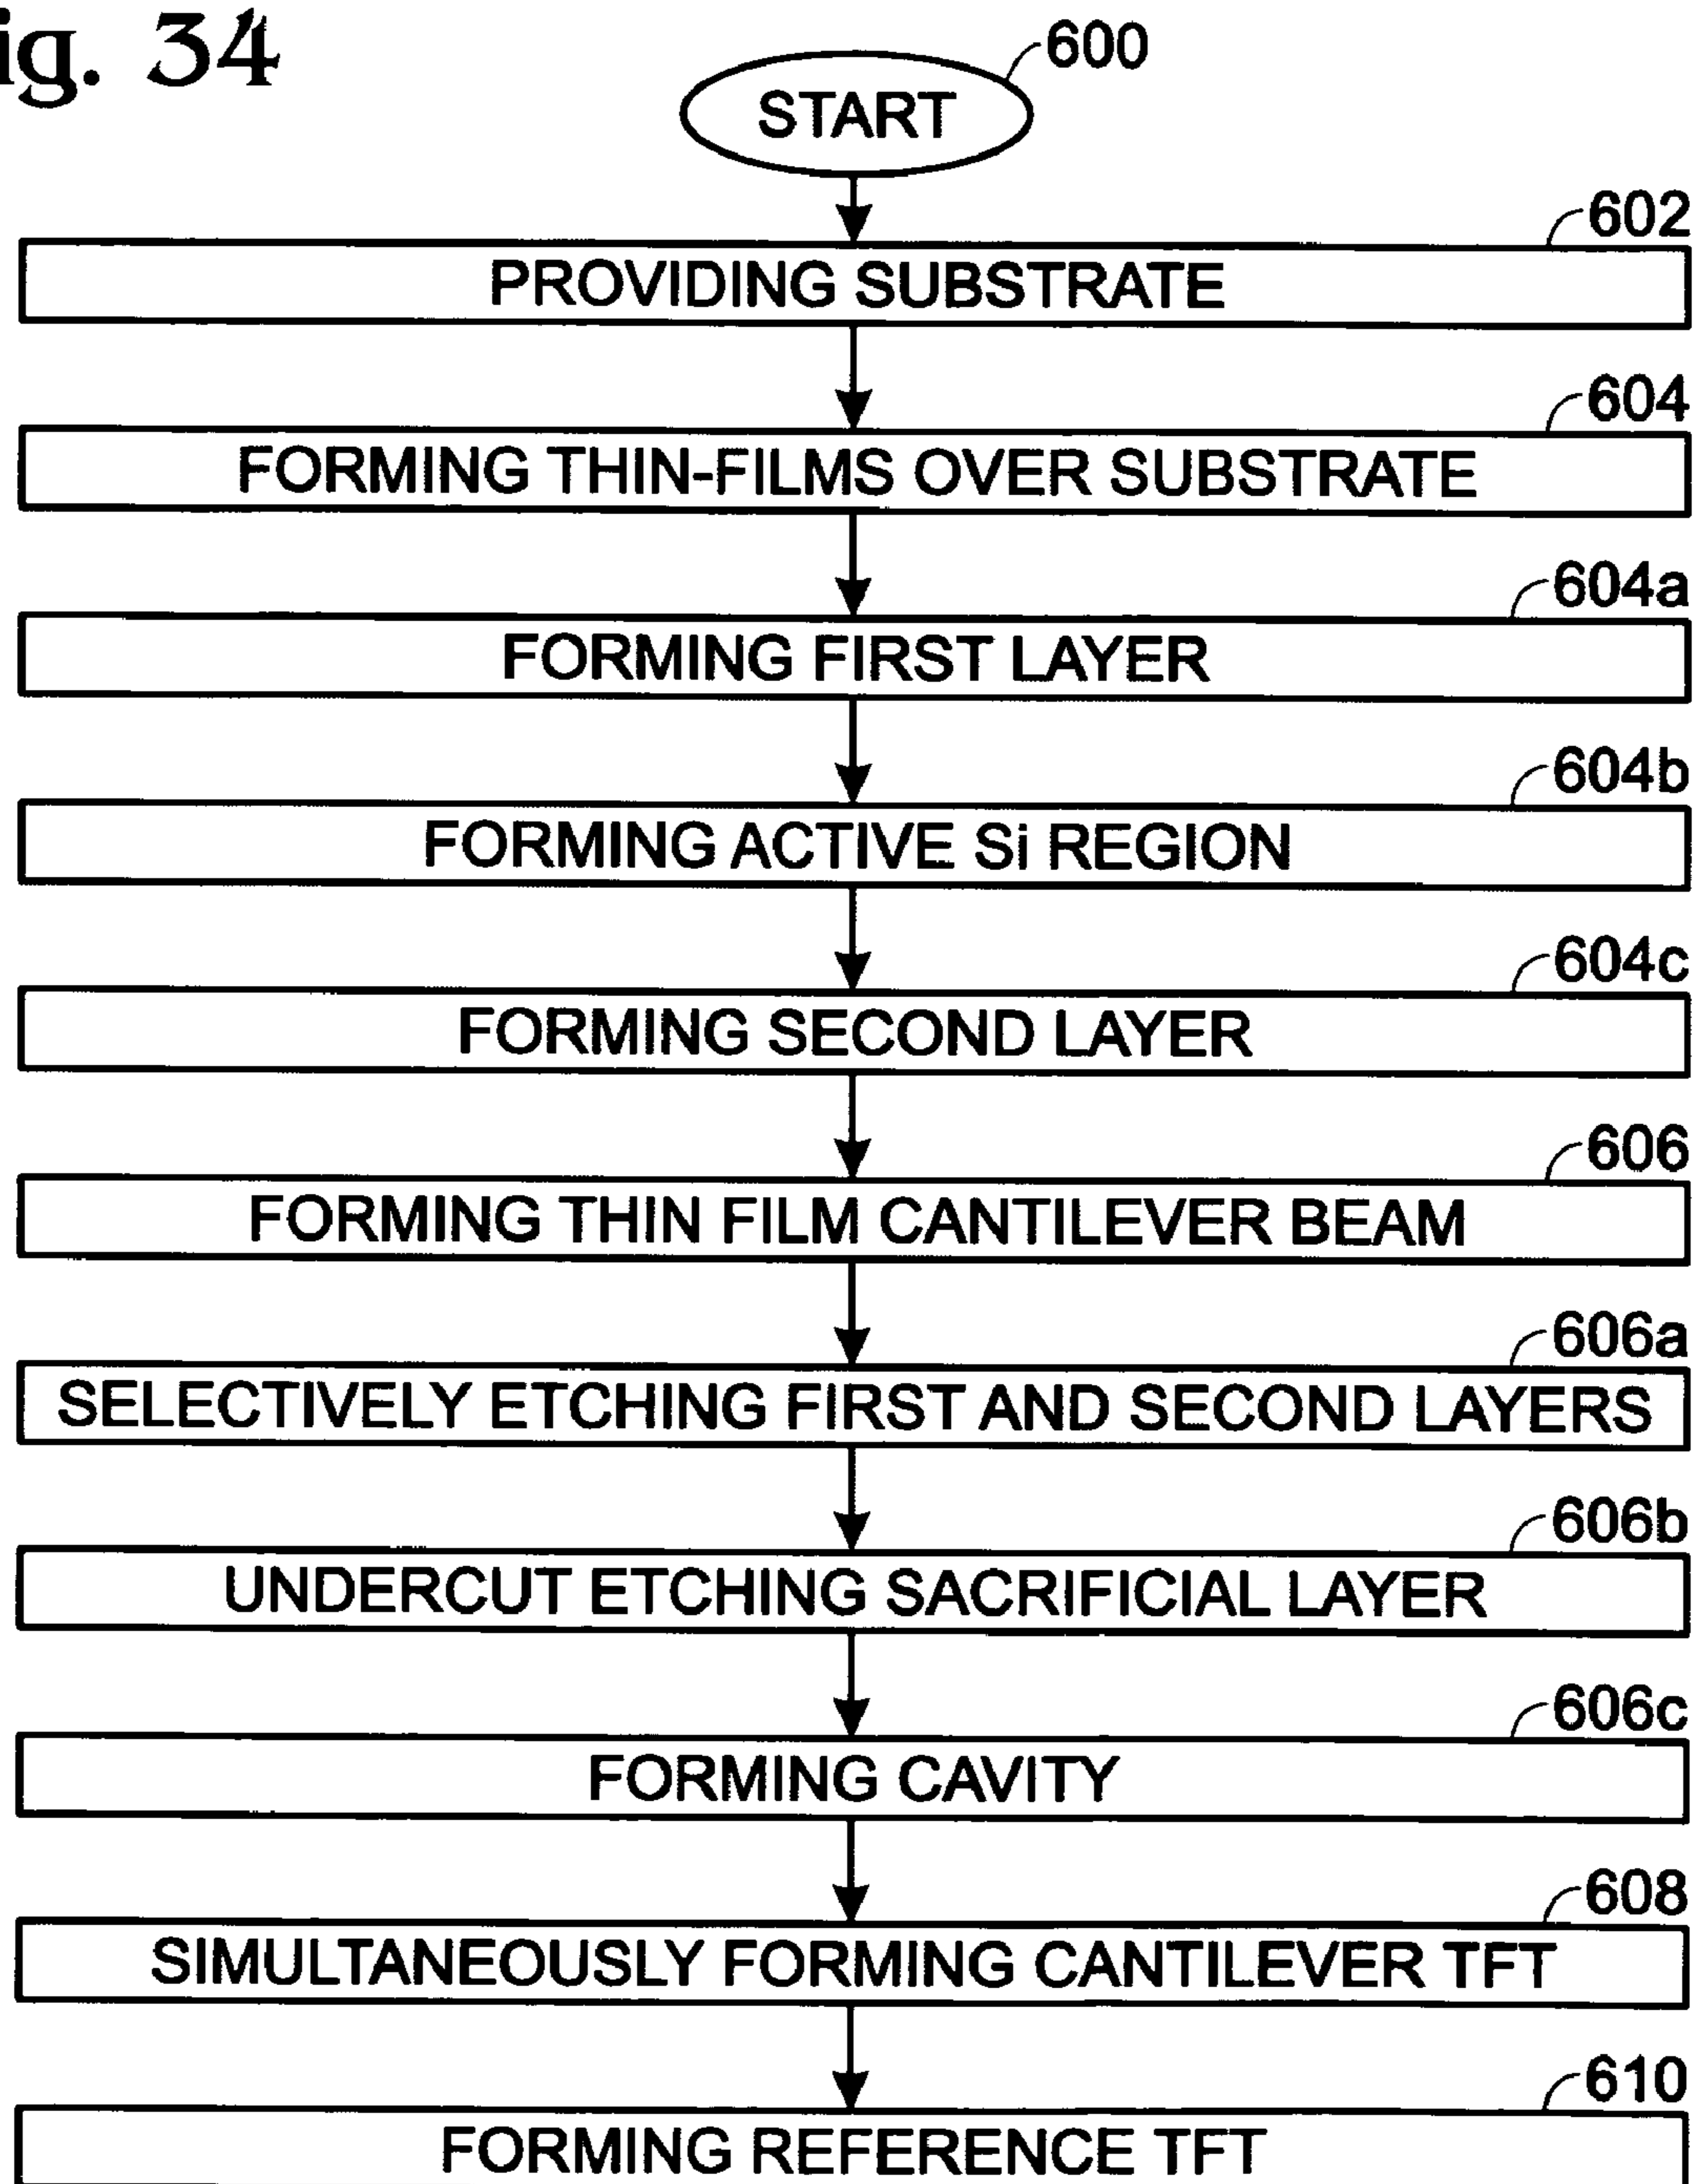 ig. 34
600
START
602
PROVIDING SUBSTRATE
604
FORMING THIN-FILMS OVER SUBSTRATE
604a
FORMING FIRST LAYER
604b
FORMING ACTIVE Si REGION
604c
FORMING SECOND LAYER
606
FORMING THIN FILM CANTILEVER BEAM
606a
SELECTIVELY ETCHING FIRST AND SECOND LAYERS
606b
UNDERCUT ETCHING SACRIFICIAL LAYER
606c
FORMING CAVITY
608
SIMULTANEOUSLY FORMING CANTILEVER TFT
610
FORMING REFERENCE TFT